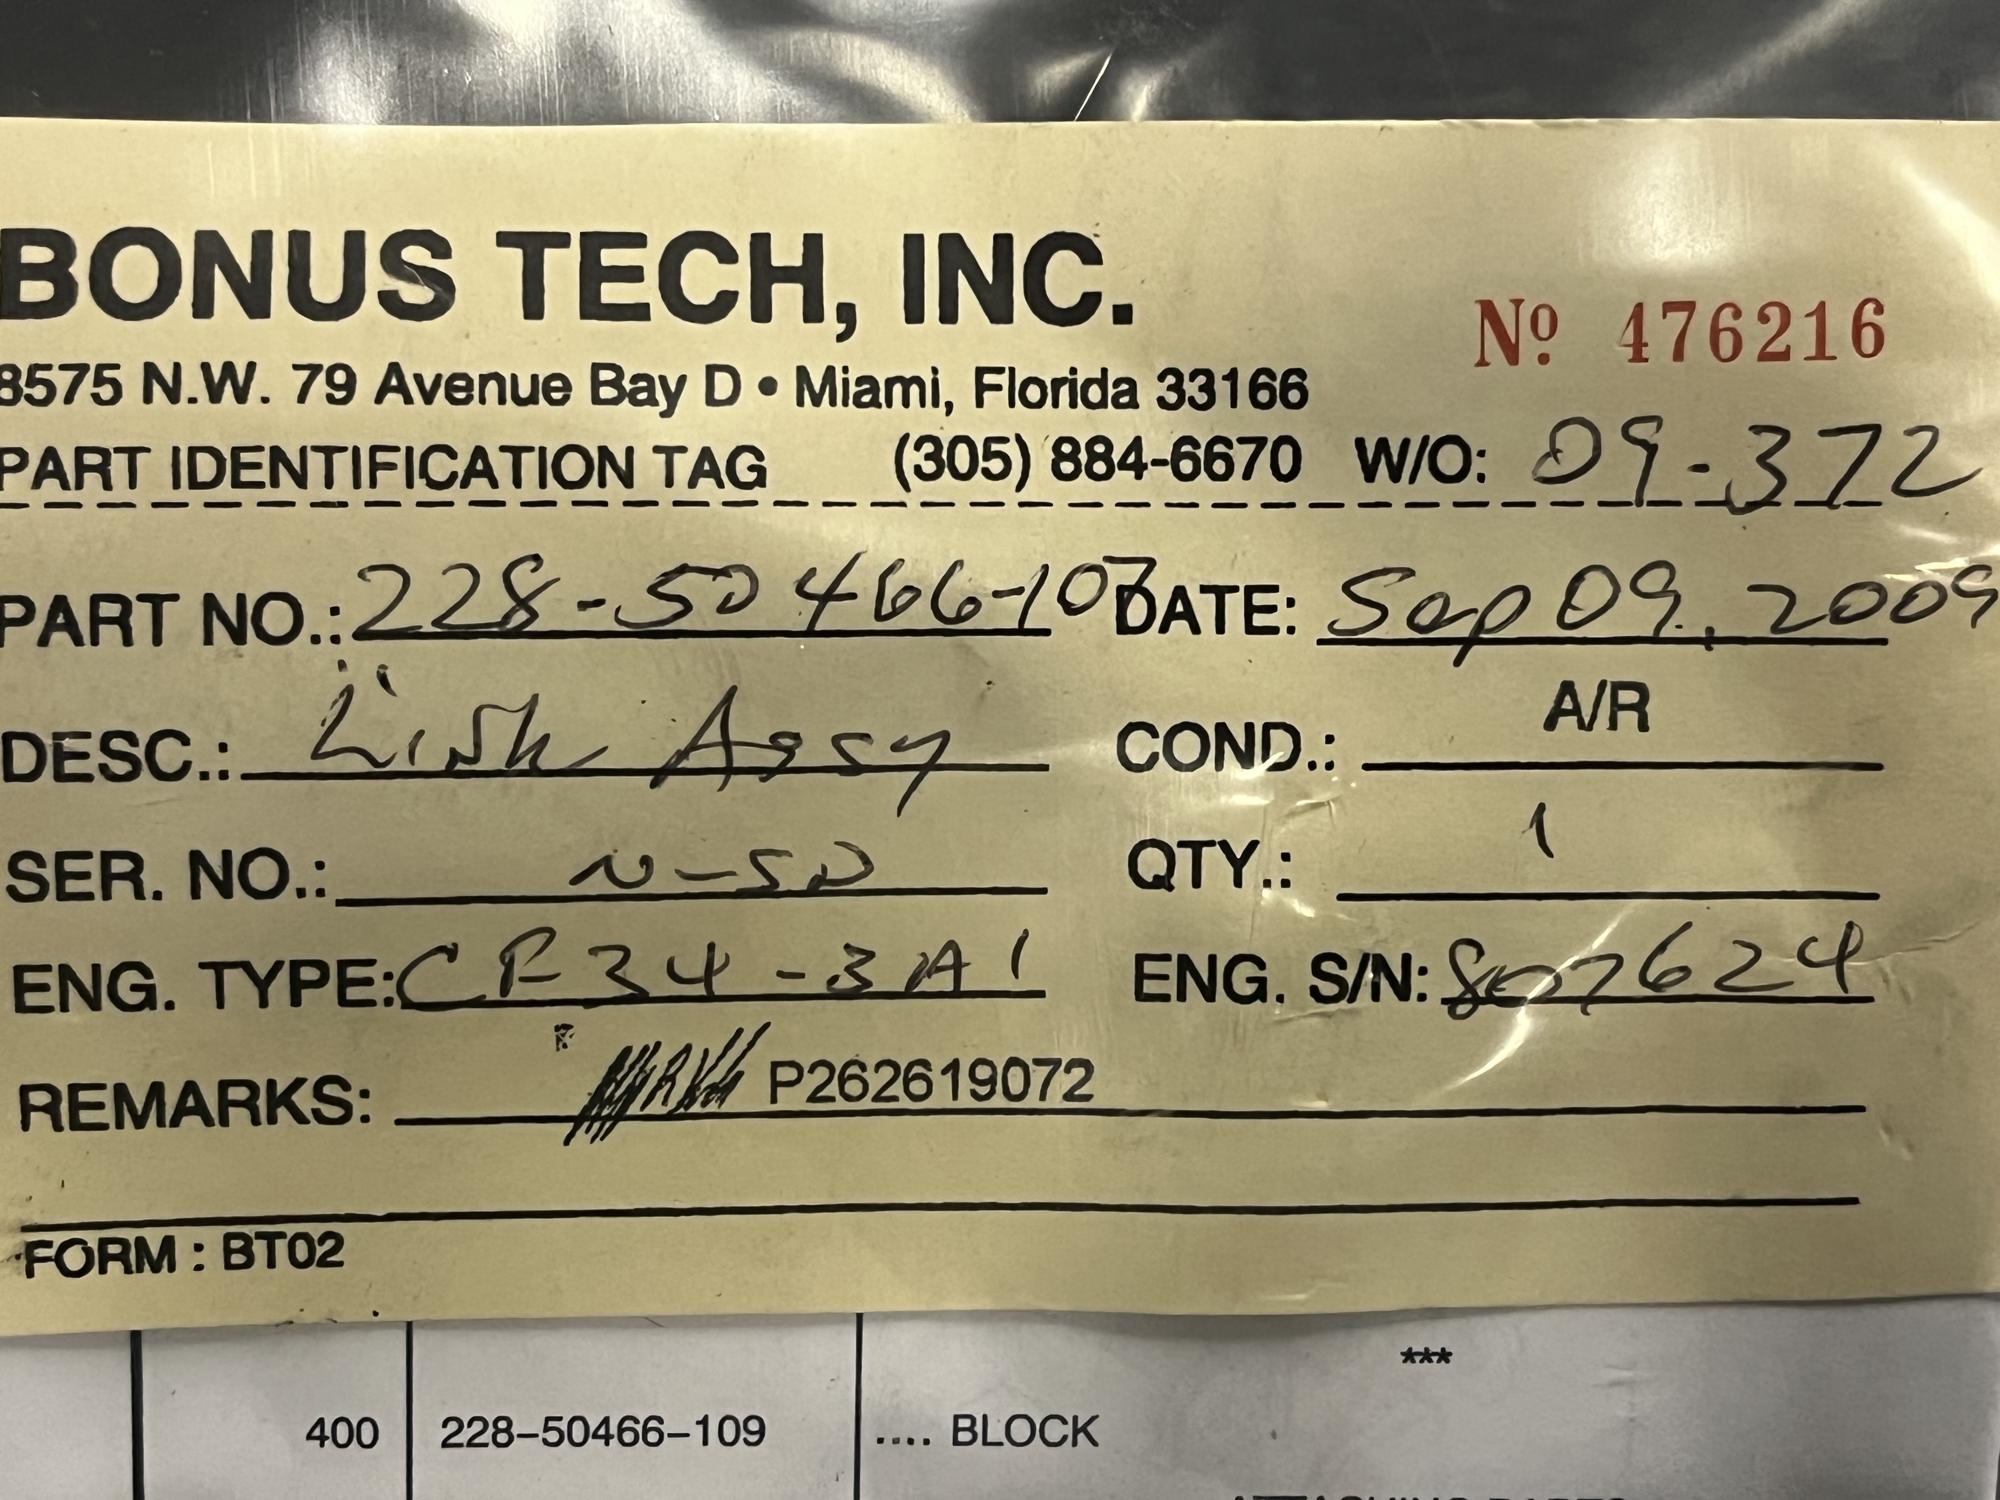 BONUS TECH, INC.
Nº 476216
8575 N.W. 79 Avenue Bay D • Miami, Florida 33166
PART IDENTIFICATION TAG (305) 884-6670 W/O: 09-372
PART NO.: 228-50466-107 DATE: Sep 09, 2009
DESC.: Link Assy COND.: A/R
SER. NO.: N-SD QTY.: 1
ENG. TYPE: CF34-3A1 ENG. S/N: 807624
REMARKS: P262619072
FORM : BT02
***
400 228-50466-109 .... BLOCK